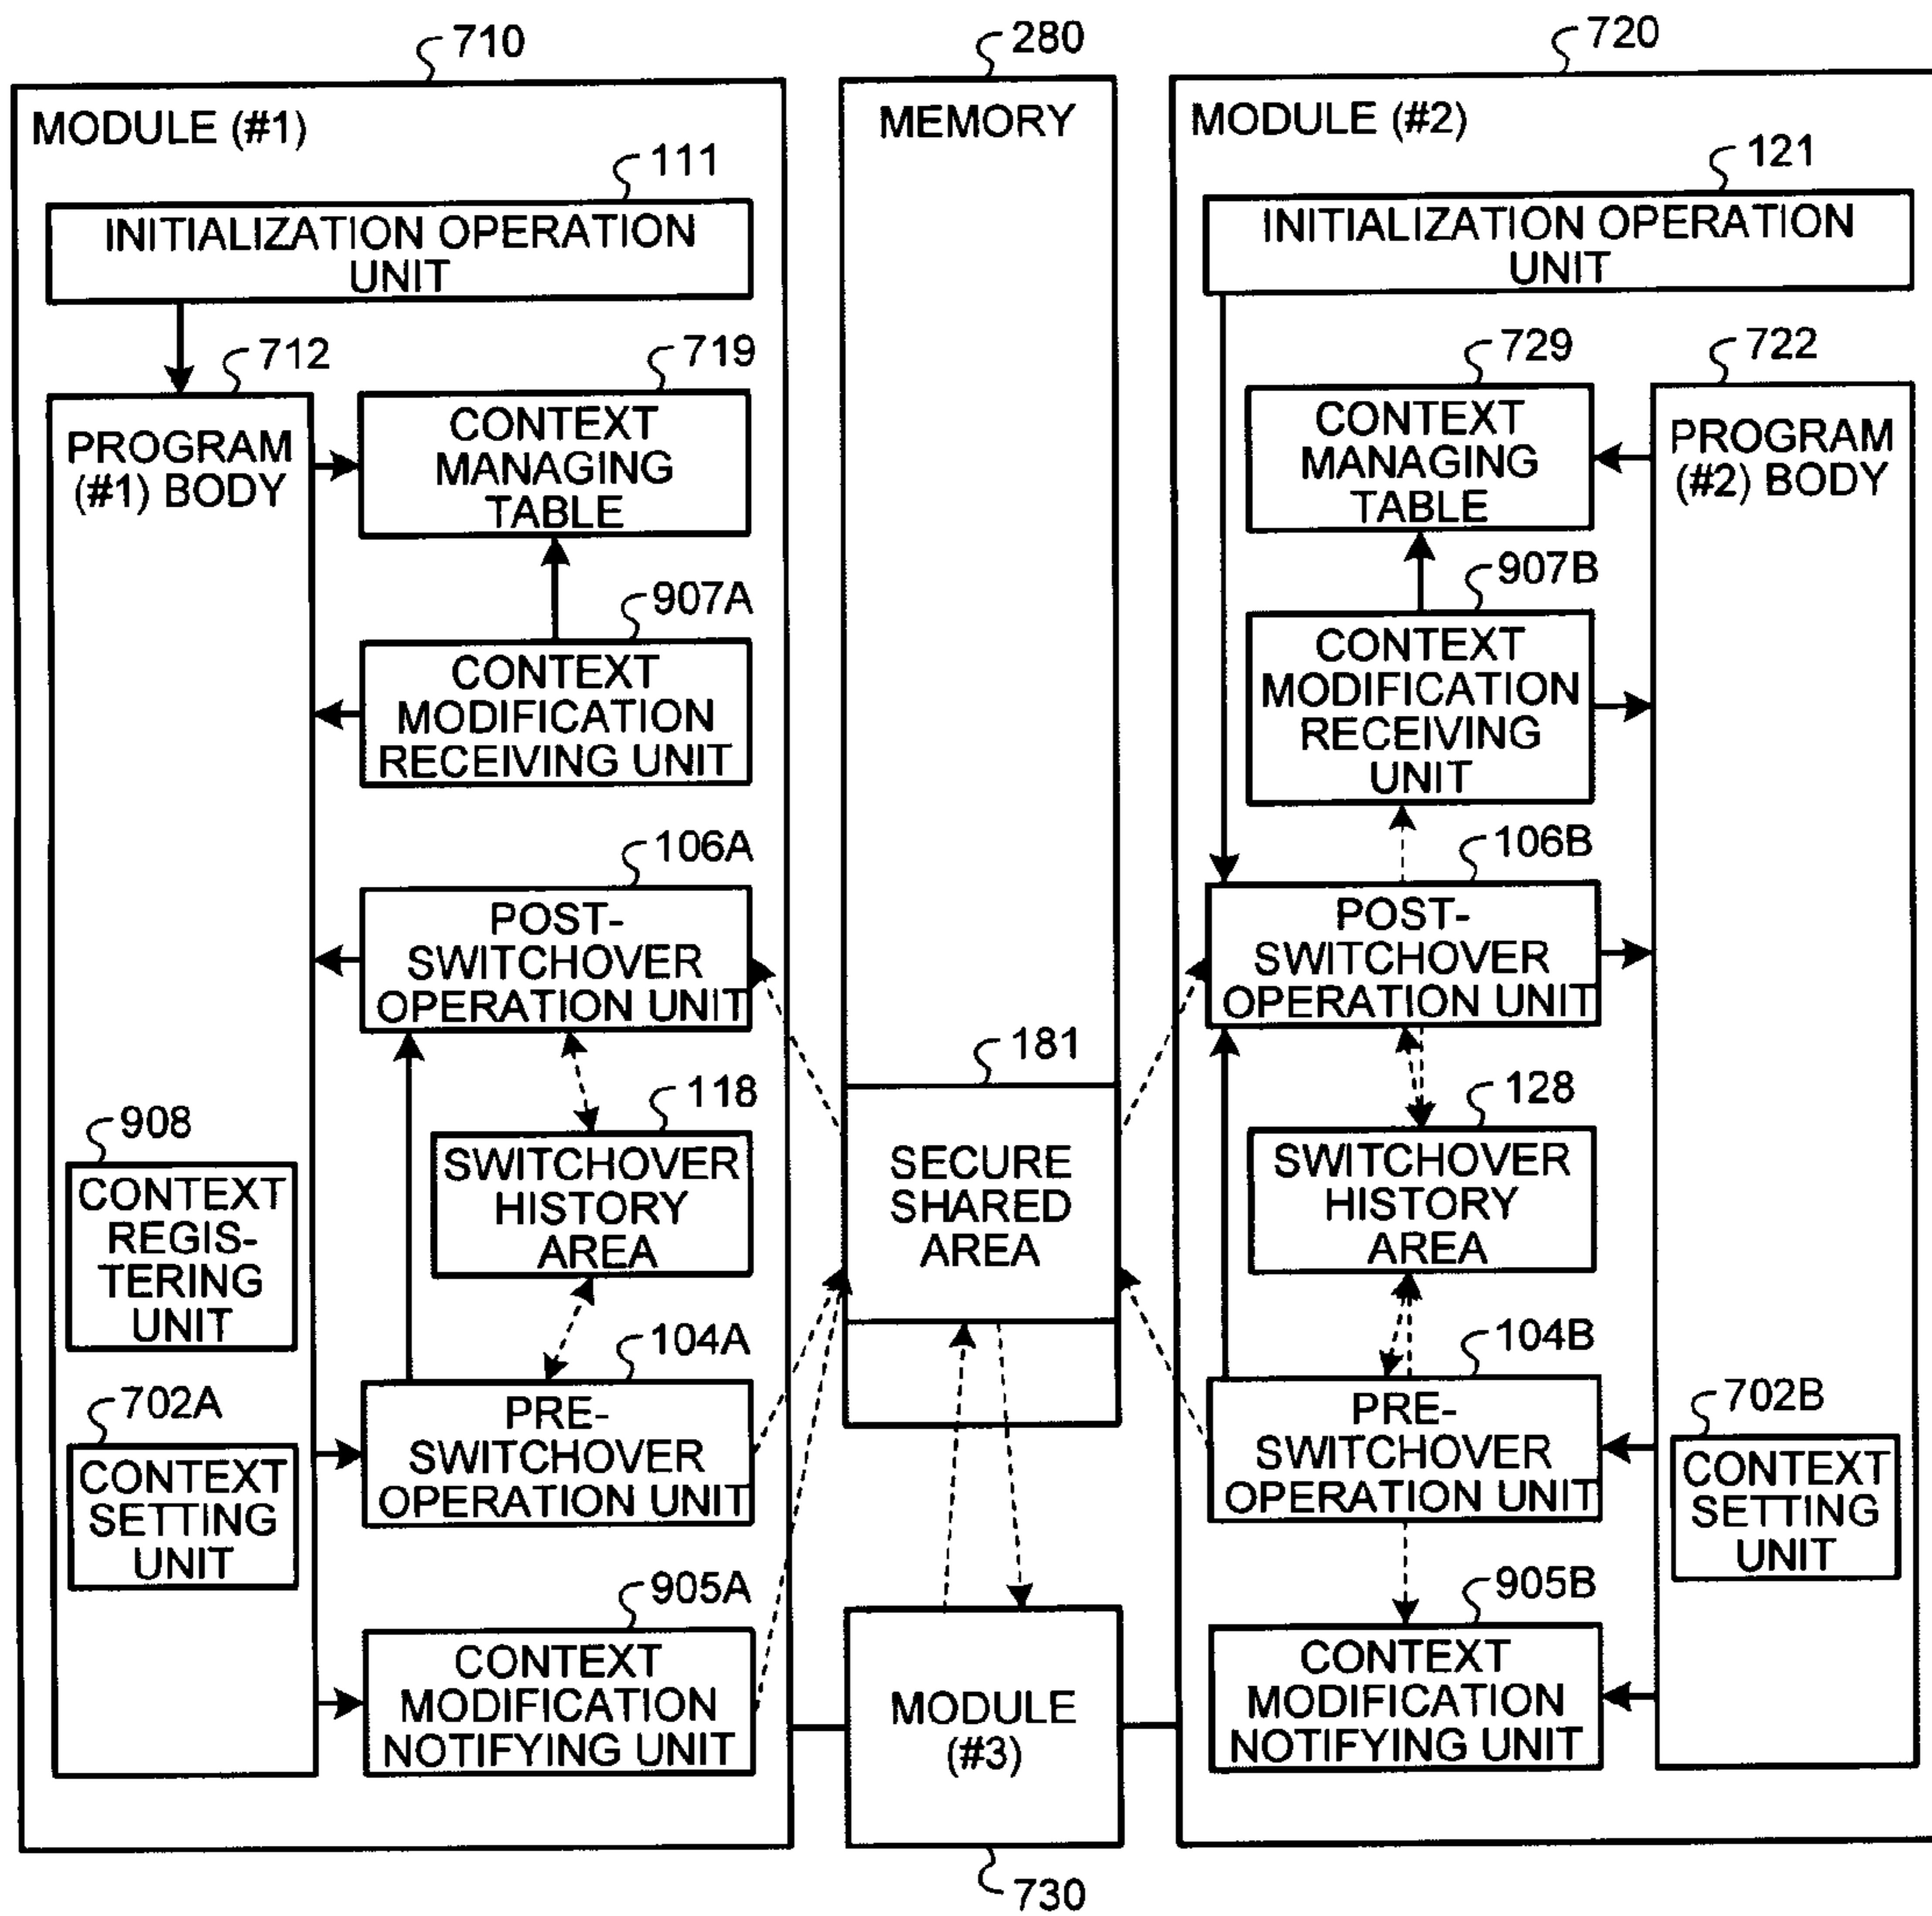 710
280
720
MODULE (#1)
MEMORY
MODULE (#2)
111
INITIALIZATION OPERATION
UNIT
121
INITIALIZATION OPERATION
UNIT
712
PROGRAM
(#1) BODY
719
CONTEXT
MANAGING
TABLE
729
CONTEXT
MANAGING
TABLE
722
PROGRAM
(#2) BODY
907A
CONTEXT
MODIFICATION
RECEIVING UNIT
907B
CONTEXT
MODIFICATION
RECEIVING
UNIT
106A
POST-
SWITCHOVER
OPERATION UNIT
106B
POST-
SWITCHOVER
OPERATION UNIT
181
SECURE
SHARED
AREA
118
SWITCHOVER
HISTORY
AREA
128
SWITCHOVER
HISTORY
AREA
908
CONTEXT
REGIS-
TERING
UNIT
104A
PRE-
SWITCHOVER
OPERATION UNIT
104B
PRE-
SWITCHOVER
OPERATION UNIT
702A
CONTEXT
SETTING
UNIT
702B
CONTEXT
SETTING
UNIT
905A
CONTEXT
MODIFICATION
NOTIFYING UNIT
MODULE
(#3)
905B
CONTEXT
MODIFICATION
NOTIFYING UNIT
730